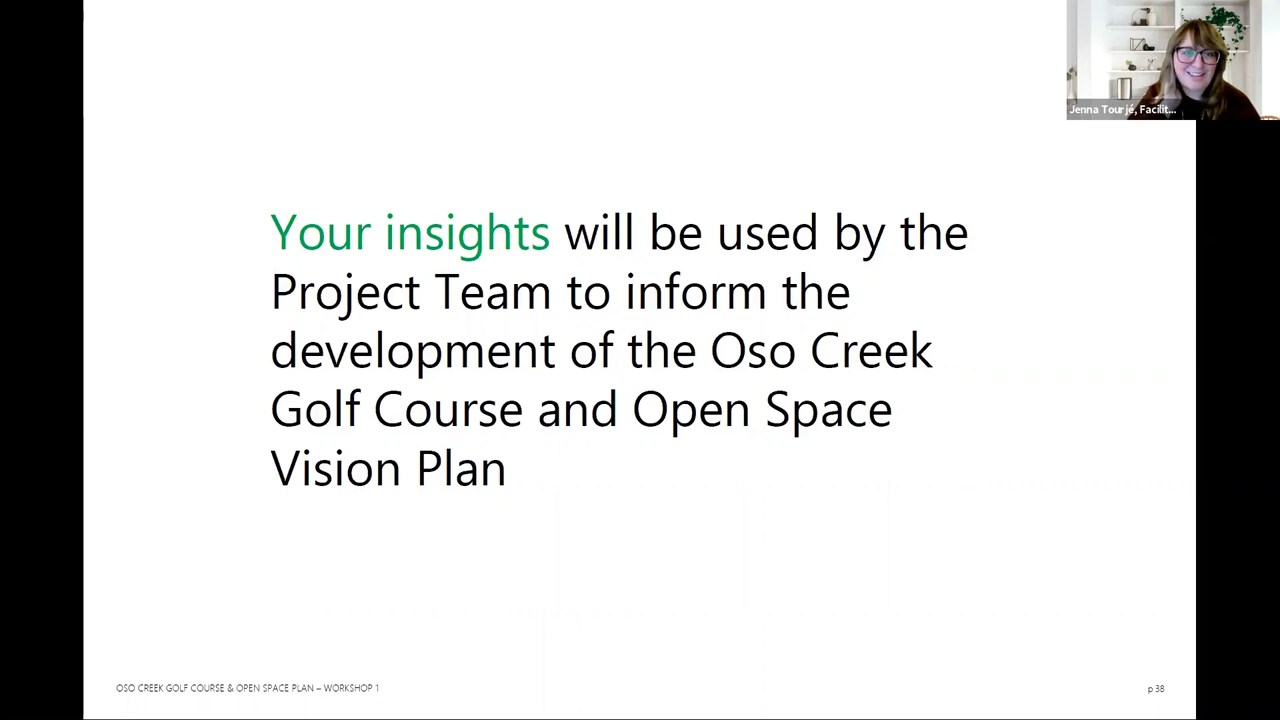 Jenna Tourjé, Facilit...
Your insights will be used by the
Project Team to inform the
development of the Oso Creek
Golf Course and Open Space
Vision Plan
OSO CREEK GOLF COURSE & OPEN SPACE PLAN – WORKSHOP 1
p 38